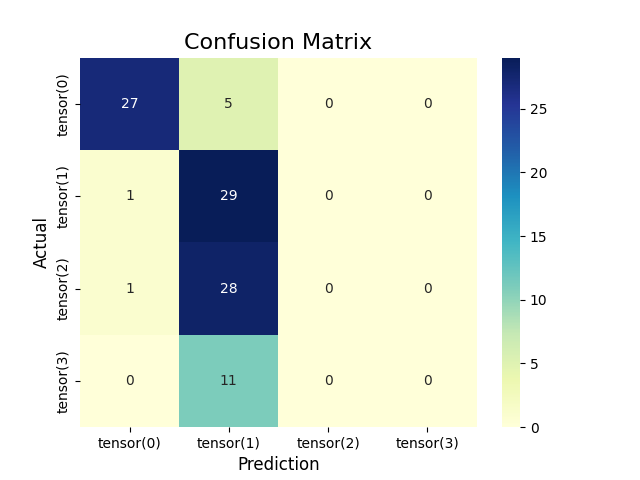 Confusion Matrix
tensor(0)
27 5 0 0
tensor(1)
1 29 0 0
tensor(2)
1 28 0 0
tensor(3)
0 11 0 0
Actual
tensor(0) tensor(1) tensor(2) tensor(3)
Prediction
25
20
15
10
5
0